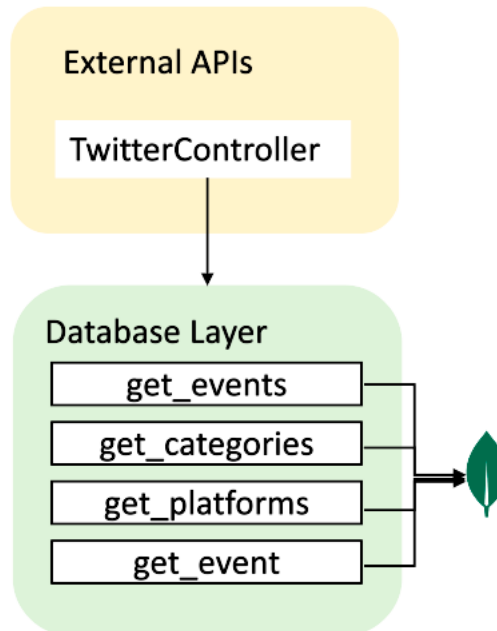 External APIs
TwitterController
Database Layer
get_events
get_categories
get_platforms
get_event